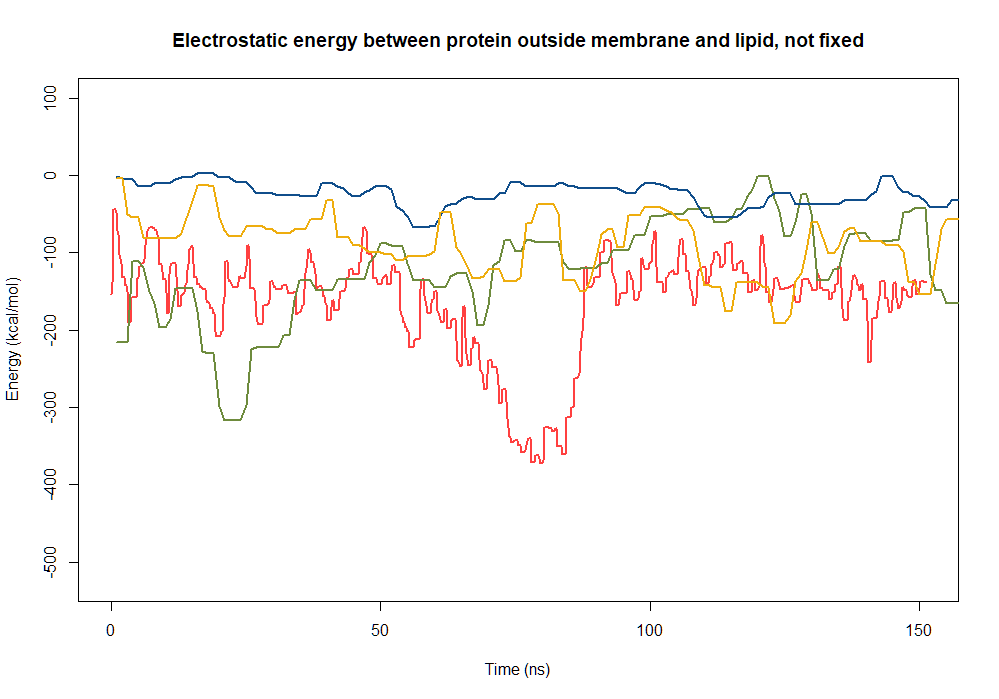 Electrostatic energy between protein outside membrane and lipid, not fixed
Energy (kcal/mol)
100
0
-100
-200
-300
-400
-500
0 50 100 150
Time (ns)